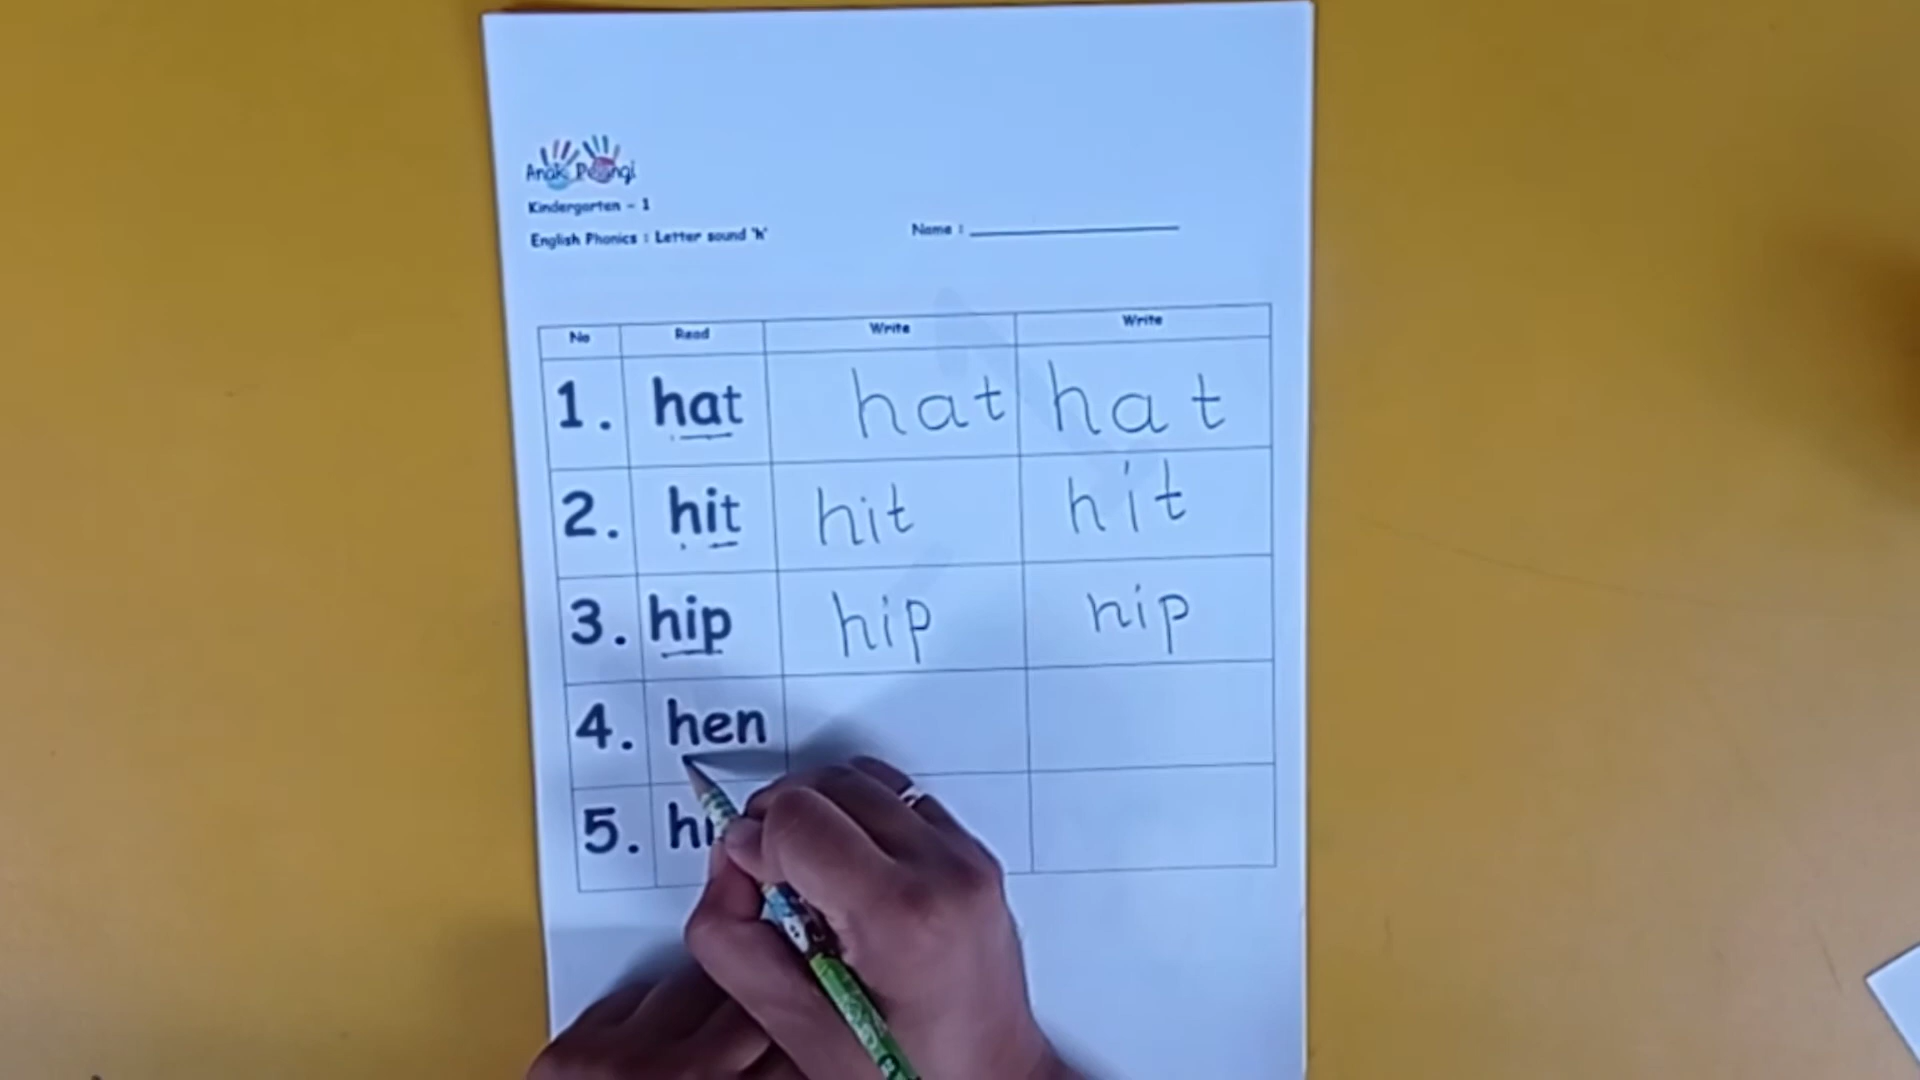 Anak Pelangi
Kindergarten - 1
English Phonics : Letter sound 'h'
Name :
No Read Write Write
1. hat hat hat
2. hit hit hit
3. hip hip hip
4. hen
5.